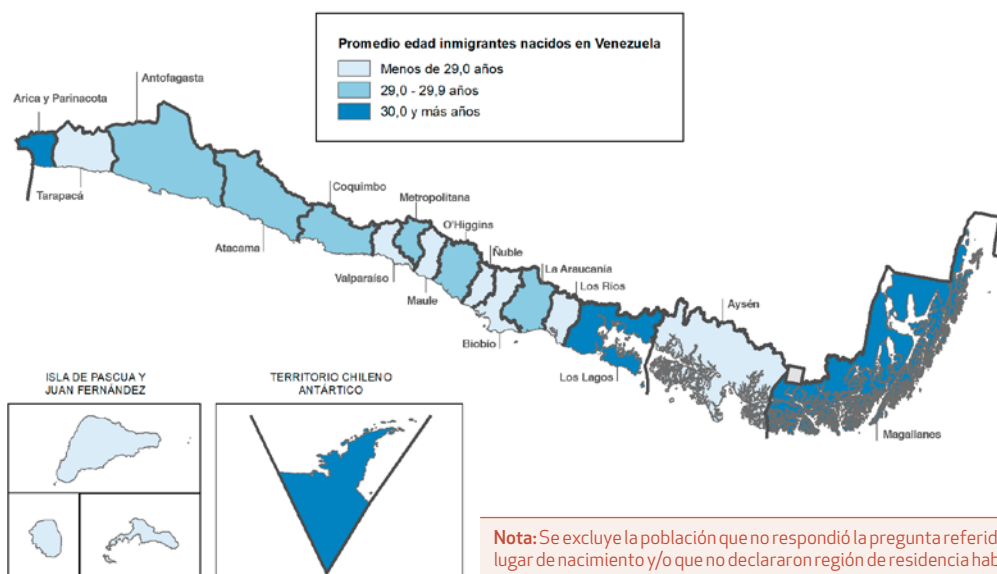 Promedio edad inmigrantes nacidos en Venezuela
Menos de 29,0 años
29,0 - 29,9 años
30,0 y más años
Arica y Parinacota
Antofagasta
Tarapacá
Atacama
Coquimbo
Metropolitana
Valparaíso
O'Higgins
Maule
Ñuble
Biobío
La Araucanía
Los Ríos
Los Lagos
Aysén
Magallanes
ISLA DE PASCUA Y
JUAN FERNÁNDEZ
TERRITORIO CHILENO
ANTÁRTICO
Nota: Se excluye la población que no respondió la pregunta referid
lugar de nacimiento y/o que no declararon región de residencia hab